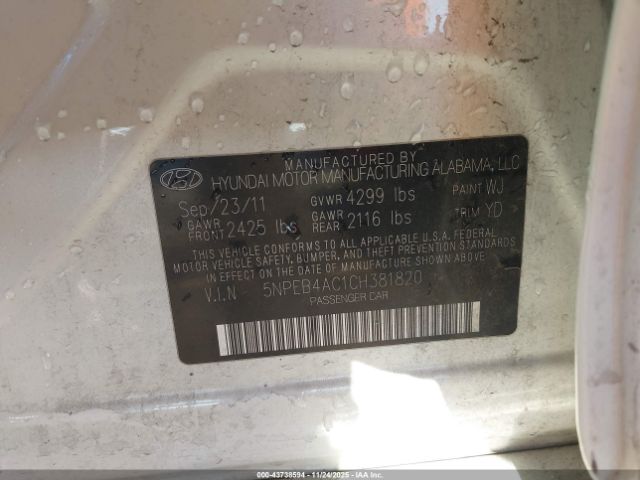 MANUFACTURED BY
HYUNDAI MOTOR MANUFACTURING ALABAMA, LLC
Sep/23/11 GVWR 4299 lbs PAINT WJ
GAWR FRONT 2425 lbs GAWR REAR 2116 lbs TRIM YD
THIS VEHICLE CONFORMS TO ALL APPLICABLE U.S.A. FEDERAL
MOTOR VEHICLE SAFETY, BUMPER, AND THEFT PREVENTION STANDARDS
IN EFFECT ON THE DATE OF MANUFACTURE SHOWN ABOVE
V.I.N 5NPEB4AC1CH381820
PASSENGER CAR
000-43738594 - 11/24/2025 - WWW.IAAI.COM